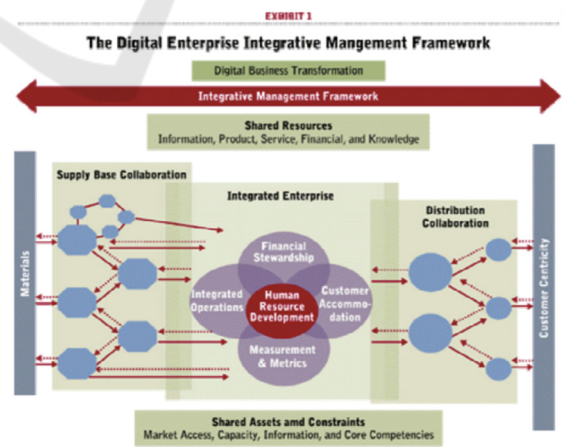 EXHIBIT 1
The Digital Enterprise Integrative Mangement Framework
Digital Business Transformation
Integrative Management Framework
Shared Resources
Information, Product, Service, Financial, and Knowledge
Supply Base Collaboration
Integrated Enterprise
Distribution
Collaboration
Materials
Financial
Stewardship
Integrated
Operations
Human
Resource
Development
Customer
Accommo-
dation
Measurement
& Metrics
Customer Centricity
Shared Assets amd Constraints
Market Access, Capacity, Information, and Core Competencies